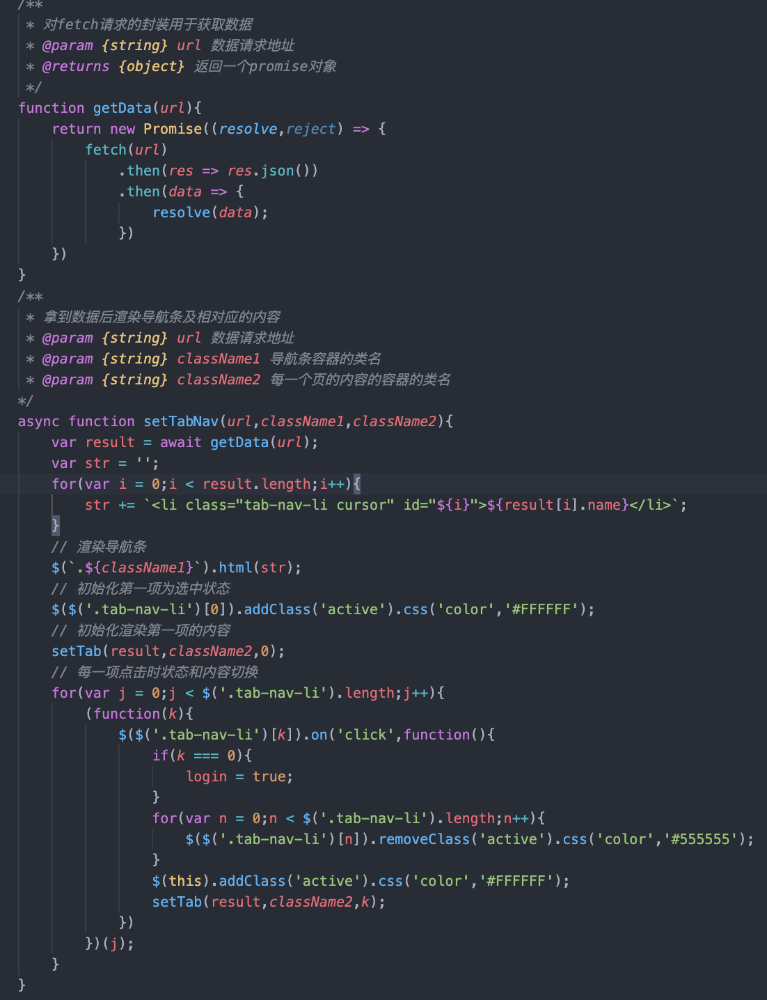 /**
 * 对fetch请求的封装用于获取数据
 * @param {string} url 数据请求地址
 * @returns {object} 返回一个promise对象
 */
function getData(url){
    return new Promise((resolve,reject) => {
        fetch(url)
            .then(res => res.json())
            .then(data => {
                resolve(data);
            })
    })
}
/**
 * 拿到数据后渲染导航条及相对应的内容
 * @param {string} url 数据请求地址
 * @param {string} className1 导航条容器的类名
 * @param {string} className2 每一个页的内容的容器的类名
*/
async function setTabNav(url,className1,className2){
    var result = await getData(url);
    var str = '';
    for(var i = 0;i < result.length;i++){
        str += `<li class="tab-nav-li cursor" id="${i}">${result[i].name}</li>`;
    }
    // 渲染导航条
    $(`.${className1}`).html(str);
    // 初始化第一项为选中状态
    $($('.tab-nav-li')[0]).addClass('active').css('color','#FFFFFF');
    // 初始化渲染第一项的内容
    setTab(result,className2,0);
    // 每一项点击时状态和内容切换
    for(var j = 0;j < $('.tab-nav-li').length;j++){
        (function(k){
            $($('.tab-nav-li')[k]).on('click',function(){
                if(k === 0){
                    login = true;
                }
                for(var n = 0;n < $('.tab-nav-li').length;n++){
                    $($('.tab-nav-li')[n]).removeClass('active').css('color','#555555');
                }
                $(this).addClass('active').css('color','#FFFFFF');
                setTab(result,className2,k);
            })
        })(j);
    }
}